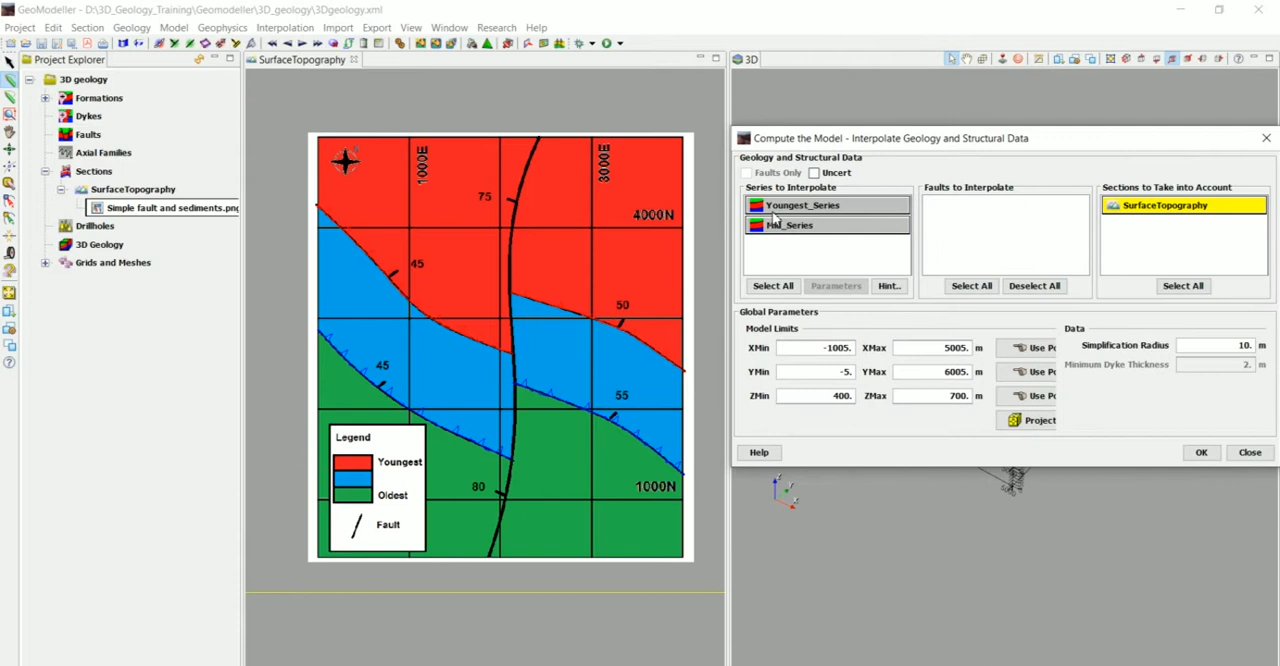 GeoModeller - D:\3D_Geology_Training\Geomodeller\3D_geology\3Dgeology.xml
Project Edit Section Geology Model Geophysics Interpolation Import Export View Window Research Help
Project Explorer
3D geology
Formations
Dykes
Faults
Axial Families
Sections
SurfaceTopography
Simple fault and sediments.png
Drillholes
3D Geology
Grids and Meshes
SurfaceTopography
1000E
3000E
75
4000N
45
50
45
55
Legend
Youngest
Oldest
Fault
80
1000N
3D
Compute the Model - Interpolate Geology and Structural Data
Geology and Structural Data
Faults Only Uncert
Series to Interpolate
Youngest_Series
Select All Parameters Hint..
Faults to Interpolate
Select All Deselect All
Sections to Take into Account
SurfaceTopography
Select All
Global Parameters
Model Limits
XMin -1005. XMax 5005. m Use Po
YMin -5. YMax 6005. m Use Po
ZMin 400. ZMax 700. m Use Po
Project
Data
Simplification Radius 10. m
Minimum Dyke Thickness 2. m
Help OK Close